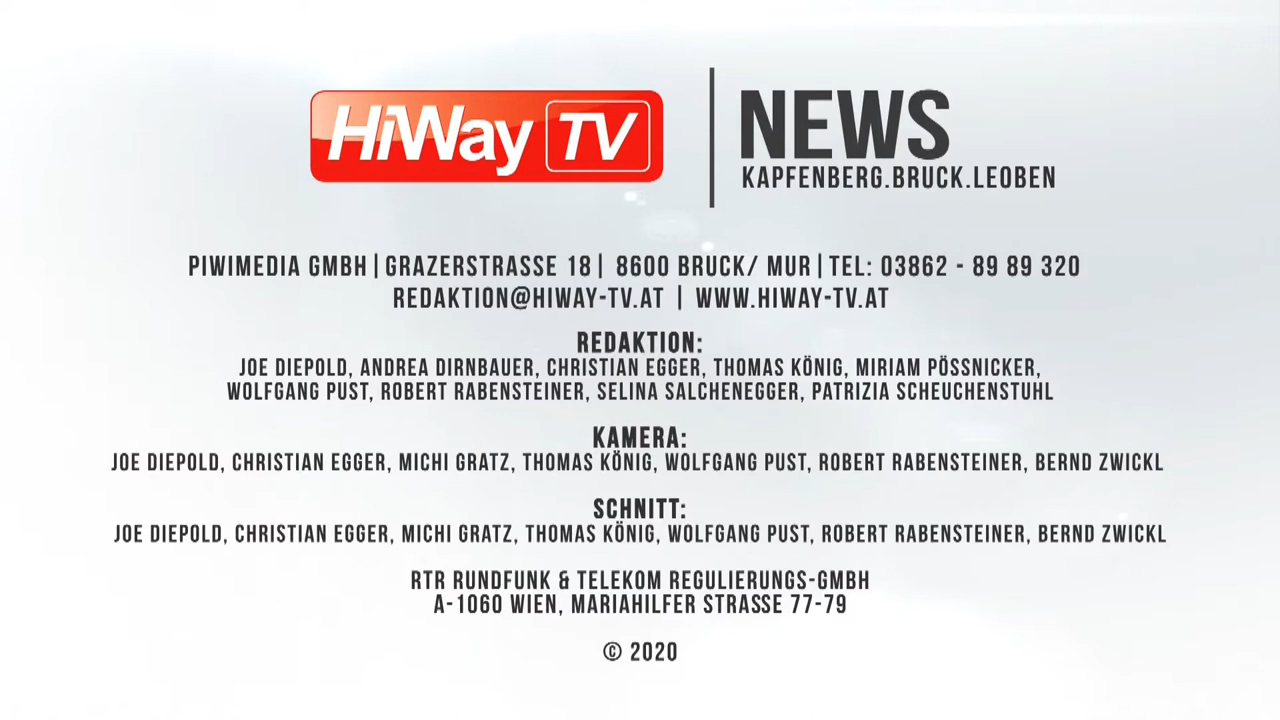 HiWay TV
NEWS
KAPFENBERG.BRUCK.LEOBEN
PIWIMEDIA GMBH|GRAZERSTRASSE 18| 8600 BRUCK/ MUR|TEL: 03862 - 89 89 320
REDAKTION@HIWAY-TV.AT | WWW.HIWAY-TV.AT
REDAKTION:
JOE DIEPOLD, ANDREA DIRNBAUER, CHRISTIAN EGGER, THOMAS KÖNIG, MIRIAM PÖSSNICKER,
WOLFGANG PUST, ROBERT RABENSTEINER, SELINA SALCHENEGGER, PATRIZIA SCHEUCHENSTUHL
KAMERA:
JOE DIEPOLD, CHRISTIAN EGGER, MICHI GRATZ, THOMAS KÖNIG, WOLFGANG PUST, ROBERT RABENSTEINER, BERND ZWICKL
SCHNITT:
JOE DIEPOLD, CHRISTIAN EGGER, MICHI GRATZ, THOMAS KÖNIG, WOLFGANG PUST, ROBERT RABENSTEINER, BERND ZWICKL
RTR RUNDFUNK & TELEKOM REGULIERUNGS-GMBH
A-1060 WIEN, MARIAHILFER STRASSE 77-79
© 2020